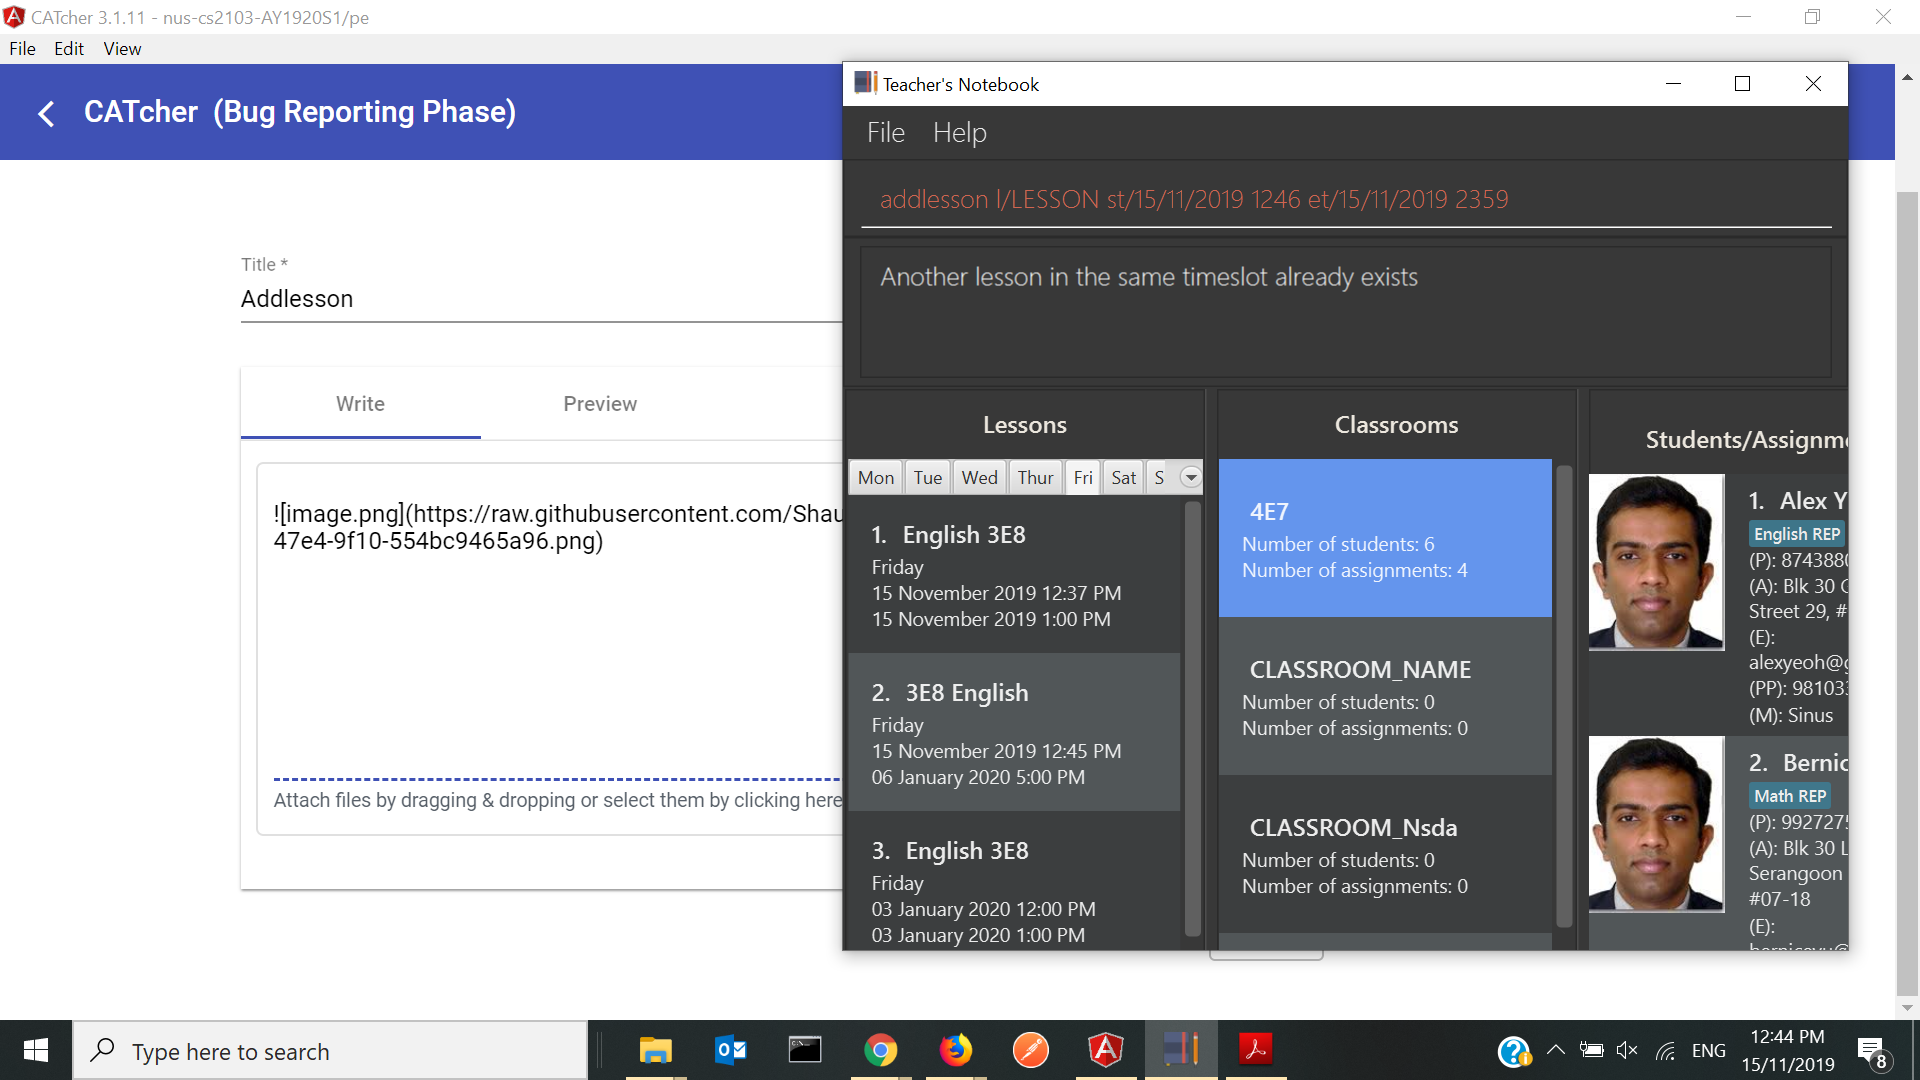 CATcher 3.1.11 - nus-cs2103-AY1920S1/pe
File Edit View
CATcher (Bug Reporting Phase)
Title *
Addlesson
Write Preview
![image.png](https://raw.githubusercontent.com/Shau
47e4-9f10-554bc9465a96.png)
Attach files by dragging & dropping or select them by clicking here
Teacher's Notebook
File Help
addlesson l/LESSON st/15/11/2019 1246 et/15/11/2019 2359
Another lesson in the same timeslot already exists
Lessons
Mon Tue Wed Thur Fri Sat S
1. English 3E8
Friday
15 November 2019 12:37 PM
15 November 2019 1:00 PM
2. 3E8 English
Friday
15 November 2019 12:45 PM
06 January 2020 5:00 PM
3. English 3E8
Friday
03 January 2020 12:00 PM
03 January 2020 1:00 PM
Classrooms
4E7
Number of students: 6
Number of assignments: 4
CLASSROOM_NAME
Number of students: 0
Number of assignments: 0
CLASSROOM_Nsda
Number of students: 0
Number of assignments: 0
Students/Assignme
1. Alex Y
English REP
(P): 874388
(A): Blk 30 G
Street 29, #
(E):
alexyeoh@g
(PP): 98103
(M): Sinus
2. Bernic
Math REP
(P): 992727
(A): Blk 30 L
Serangoon
#07-18
(E):
Type here to search
ENG
12:44 PM
15/11/2019
8